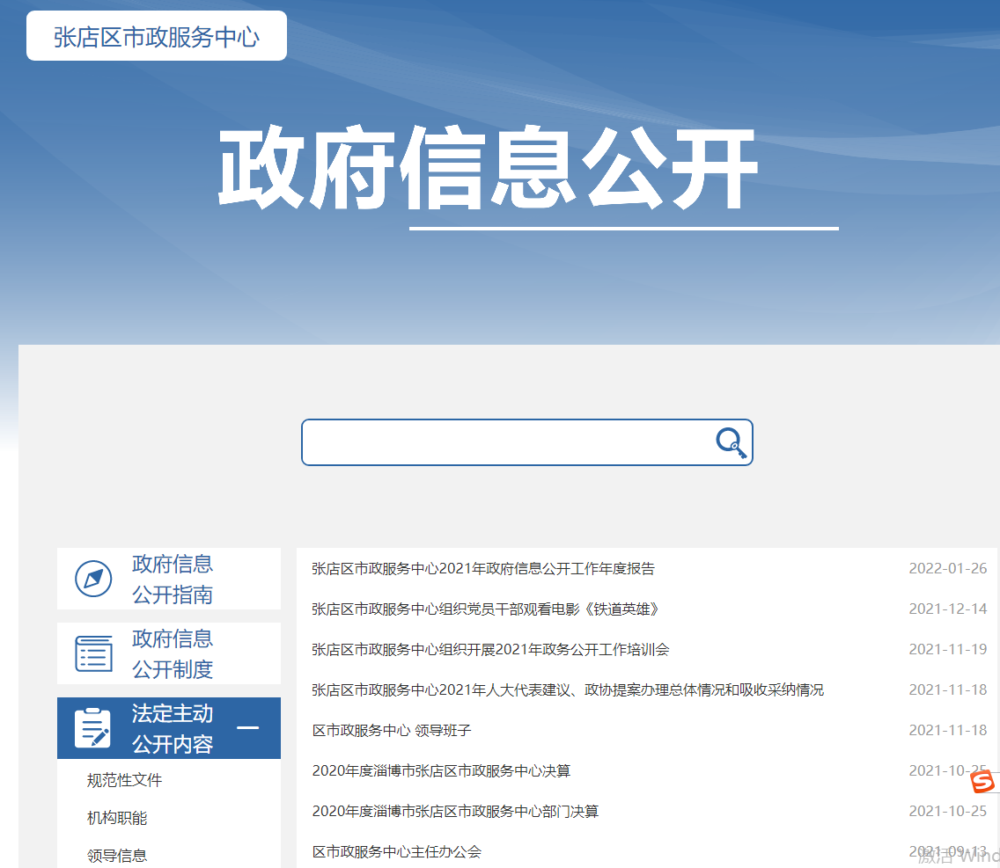 张店区市政服务中心
政府信息公开
政府信息
公开指南
政府信息
公开制度
法定主动
公开内容
规范性文件
机构职能
领导信息
张店区市政服务中心2021年政府信息公开工作年度报告 2022-01-26
张店区市政服务中心组织党员干部观看电影《铁道英雄》 2021-12-14
张店区市政服务中心组织开展2021年政务公开工作培训会 2021-11-19
张店区市政服务中心2021年人大代表建议、政协提案办理总体情况和吸收采纳情况 2021-11-18
区市政服务中心 领导班子 2021-11-18
2020年度淄博市张店区市政服务中心决算 2021-10-25
2020年度淄博市张店区市政服务中心部门决算 2021-10-25
区市政服务中心主任办公会 2021-09-13
激活 Wind